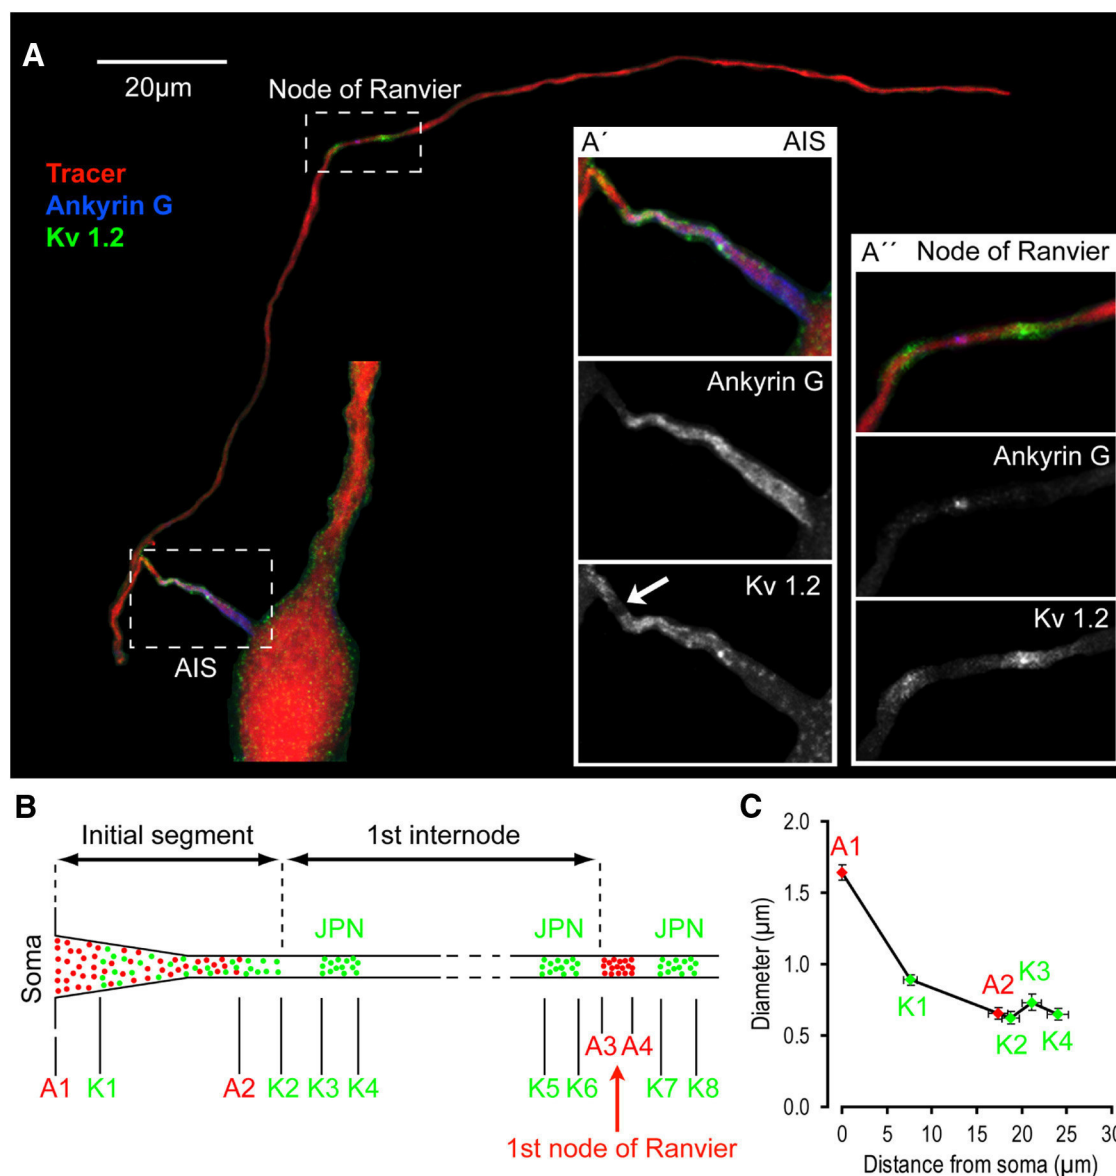 A
20μm
Node of Ranvier
Tracer
Ankyrin G
Kv 1.2
AIS
A´ AIS
Ankyrin G
Kv 1.2
A´´ Node of Ranvier
Ankyrin G
Kv 1.2
B
Initial segment
1st internode
JPN JPN JPN
Soma
A3 A4
A1 K1 A2 K2 K3 K4 K5 K6 K7 K8
1st node of Ranvier
C
2.0
1.5
1.0
0.5
0.0
Diameter (μm)
A1
K1
A2
K2
K3
K4
0 5 10 15 20 25 30
Distance from soma (μm)